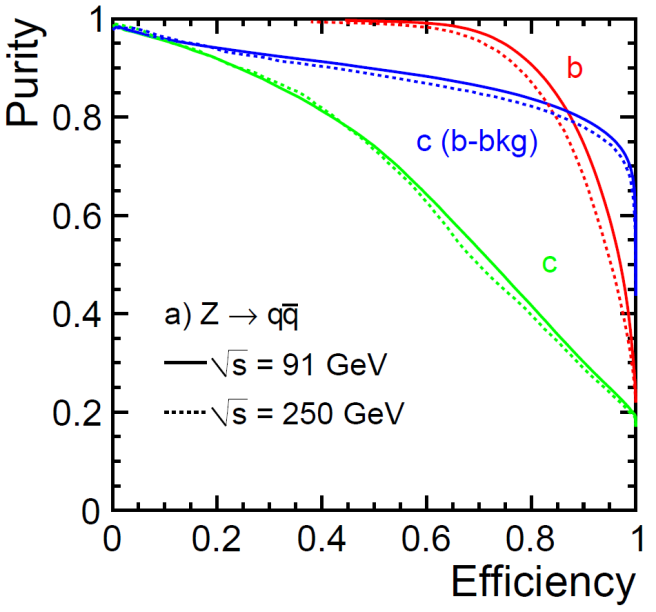 Purity
1
0.8
0.6
0.4
0.2
0
b
c (b-bkg)
c
a) Z → qq̅
√s = 91 GeV
√s = 250 GeV
0 0.2 0.4 0.6 0.8 1
Efficiency